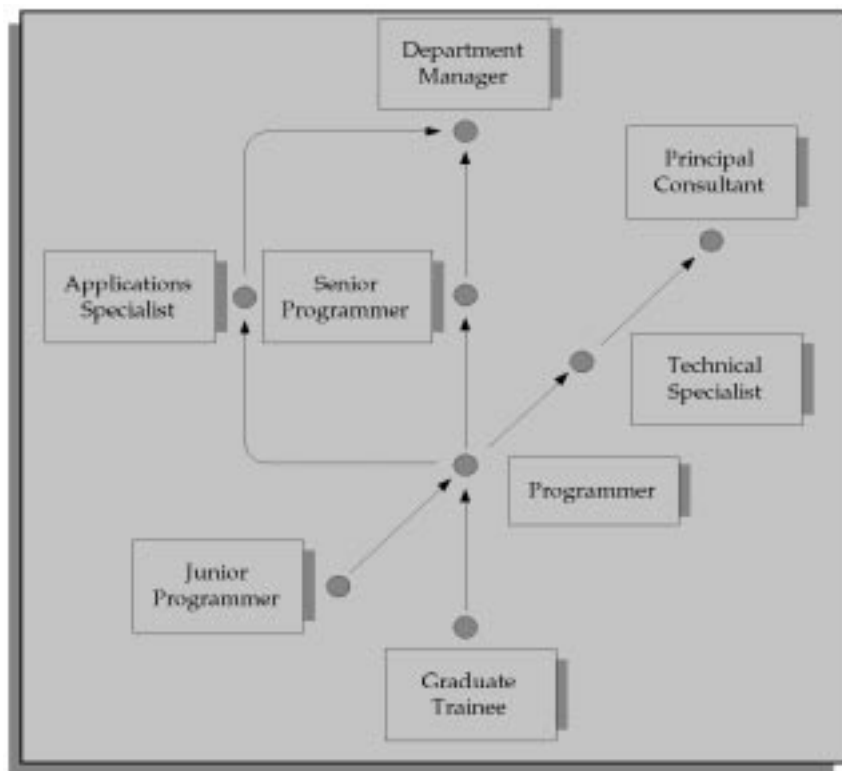 Department
Manager
Principal
Consultant
Applications
Specialist
Senior
Programmer
Technical
Specialist
Programmer
Junior
Programmer
Graduate
Trainee